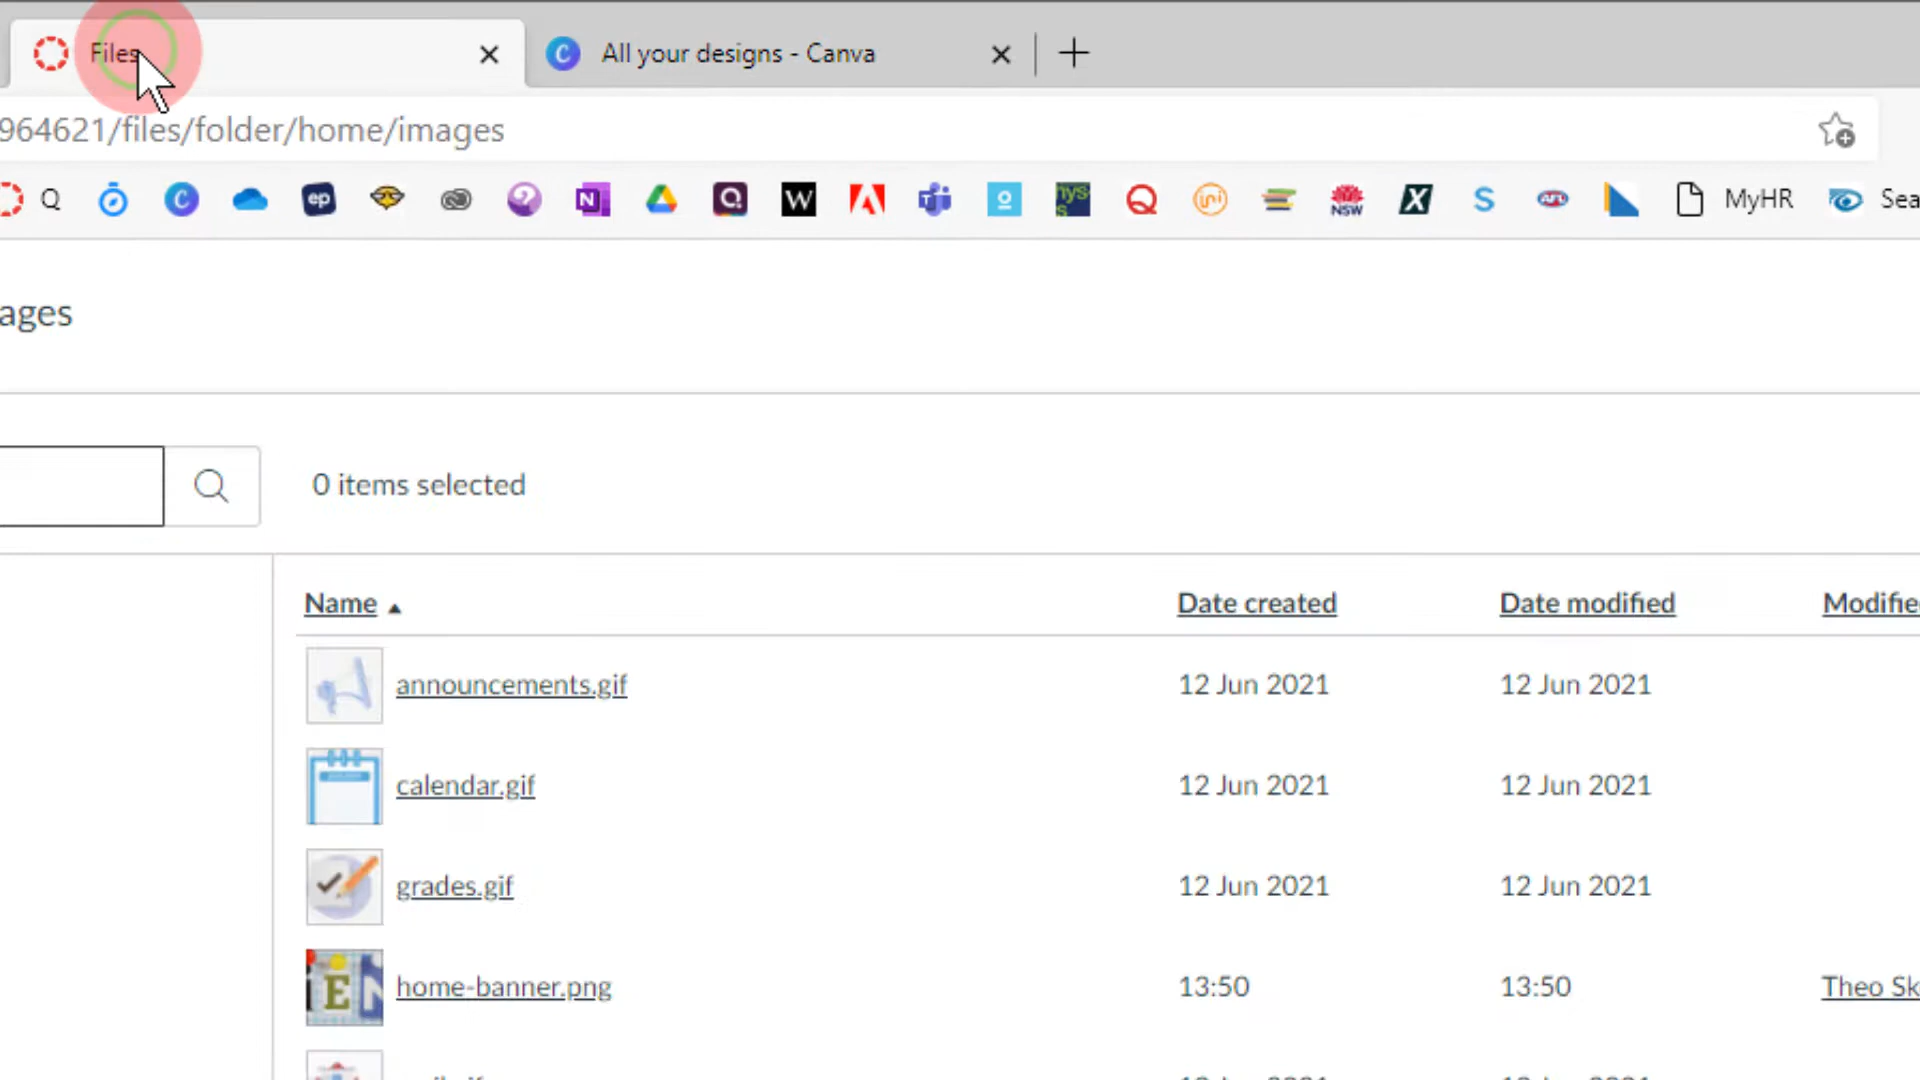 Files
All your designs - Canva
964621/files/folder/home/images
Q
ep
N
Q
W
NSW
X
S
MyHR
Sea
ages
0 items selected
Name ▲ Date created Date modified Modifie
announcements.gif 12 Jun 2021 12 Jun 2021
calendar.gif 12 Jun 2021 12 Jun 2021
grades.gif 12 Jun 2021 12 Jun 2021
home-banner.png 13:50 13:50 Theo Sk